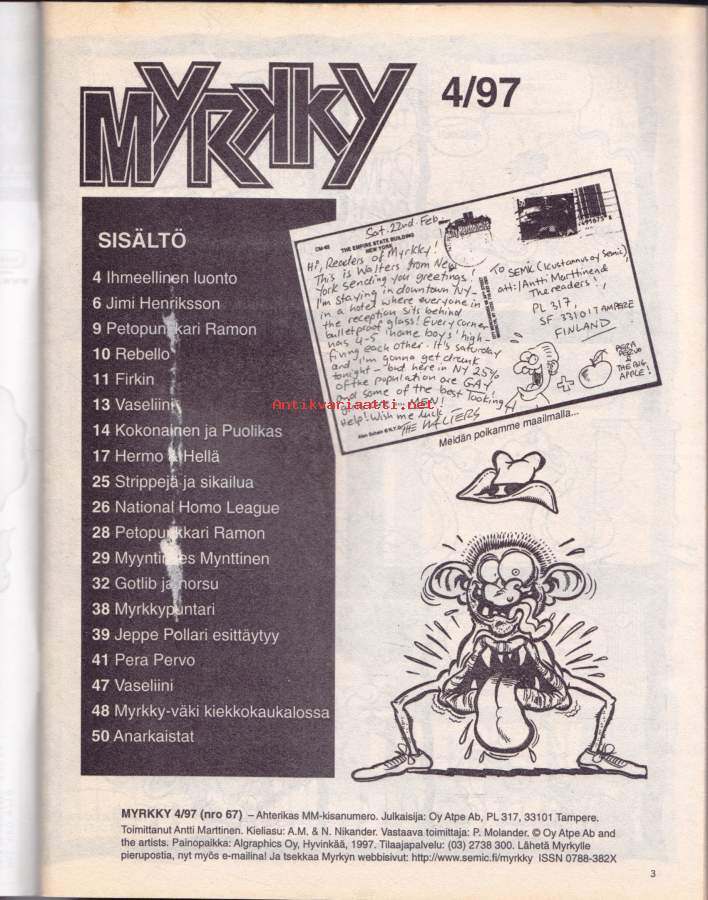 MYRKKY
4/97
SISÄLTÖ
4 Ihmeellinen luonto
6 Jimi Henriksson
9 Petopunkkari Ramon
10 Rebello
11 Firkin
13 Vaseliini
14 Kokonainen ja Puolikas
17 Hermo & Hellä
25 Strippejä ja sikailua
26 National Homo League
28 Petopunkkari Ramon
29 Myyntimies Mynttinen
32 Gotlib ja norsu
38 Myrkkypuntari
39 Jeppe Pollari esittäytyy
41 Pera Pervo
47 Vaseliini
48 Myrkky-väki kiekkokaukalossa
50 Anarkaistat
Sat. 22nd. Feb.
THE EMPIRE STATE BUILDING
NEW YORK
Hi, Readers of Myrkky!
This is Walters from New
York sending you greetings!
I'm staying in downtown NY-
in a hotel where everyone in
the reception sits behind
bulletproof glass! Every corner
has 4-5 'home boys' high-
fiving each other. It's saturday
and I'm gonna get drunk
tonight - but here in NY 25%
of the population are GAY
some of the best looking
MEN!
Help! Wish me luck -
THE WALTERS
TO SEMIC (Kustannus oy Semic)
att: / Antti Marttinen &
The readers!,
PL 317,
SF 33101 TAMPERE
FINLAND
PERA
PERVO
&
THE BIG
APPLE!
Antikvariaatti.net
Meidän poikamme maailmalla...
MYRKKY 4/97 (nro 67) – Ahterikas MM-kisanumero. Julkaisija: Oy Atpe Ab, PL 317, 33101 Tampere.
Toimittanut Antti Marttinen. Kieliasu: A.M. & N. Nikander. Vastaava toimittaja: P. Molander. © Oy Atpe Ab and
the artists. Painopaikka: Algraphics Oy, Hyvinkää, 1997. Tilaajapalvelu: (03) 2738 300. Lähetä Myrkylle
pierupostia, nyt myös e-mailina! Ja tsekkaa Myrkyn webbisivut: http://www.semic.fi/myrkky ISSN 0788-382X
3